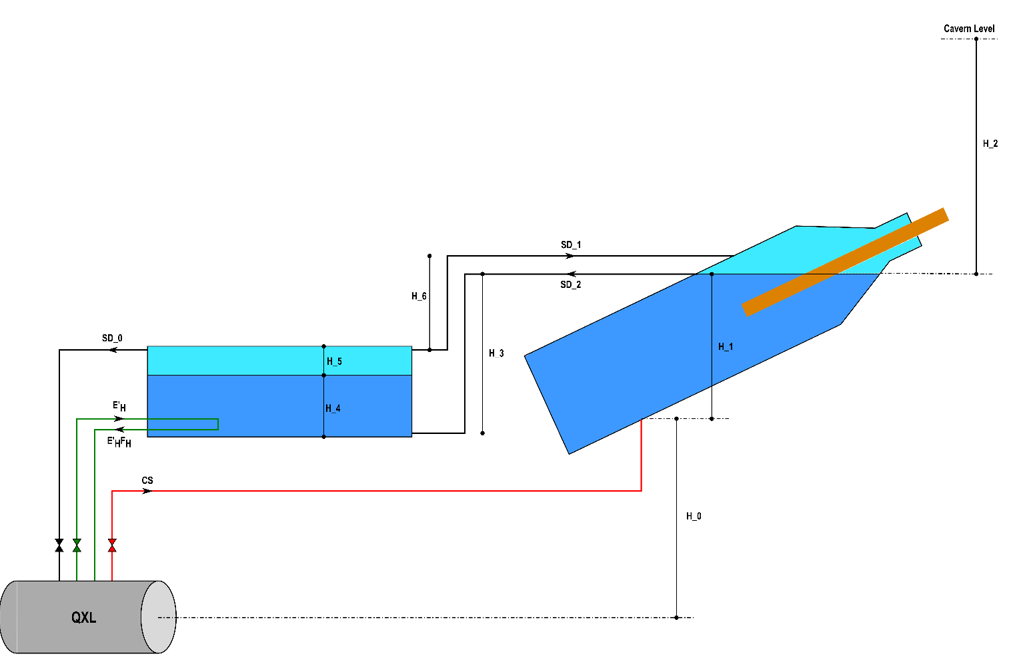 Cavern Level
H_2
SD_1
SD_2
H_6
SD_0
H_3
H_1
H_5
H_4
E'H
E'HFH
CS
H_0
QXL